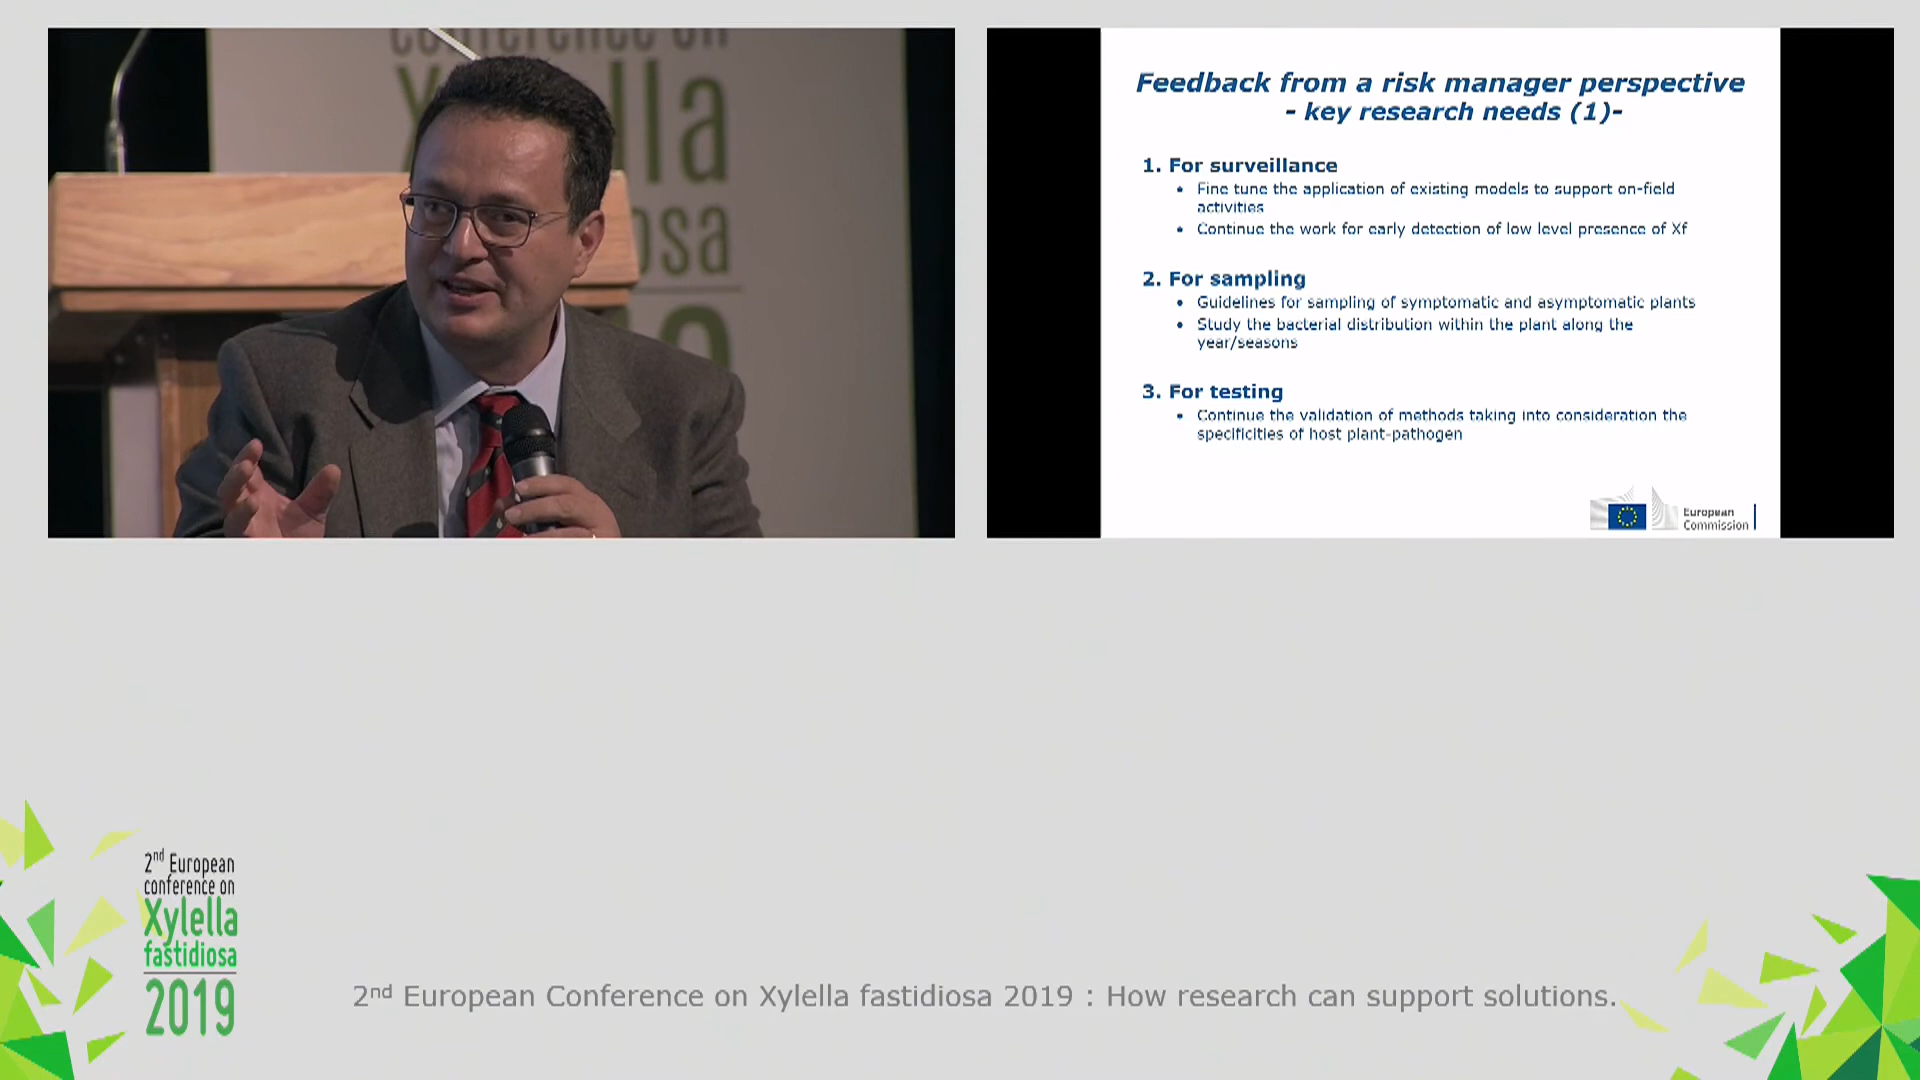 conference on
Xylella
osa
Feedback from a risk manager perspective
- key research needs (1)-
1. For surveillance
• Fine tune the application of existing models to support on-field
activities
• Continue the work for early detection of low level presence of Xf
2. For sampling
• Guidelines for sampling of symptomatic and asymptomatic plants
• Study the bacterial distribution within the plant along the
year/seasons
3. For testing
• Continue the validation of methods taking into consideration the
specificities of host plant-pathogen
European
Commission
2nd European
conference on
Xylella
fastidiosa
2019
2nd European Conference on Xylella fastidiosa 2019 : How research can support solutions.